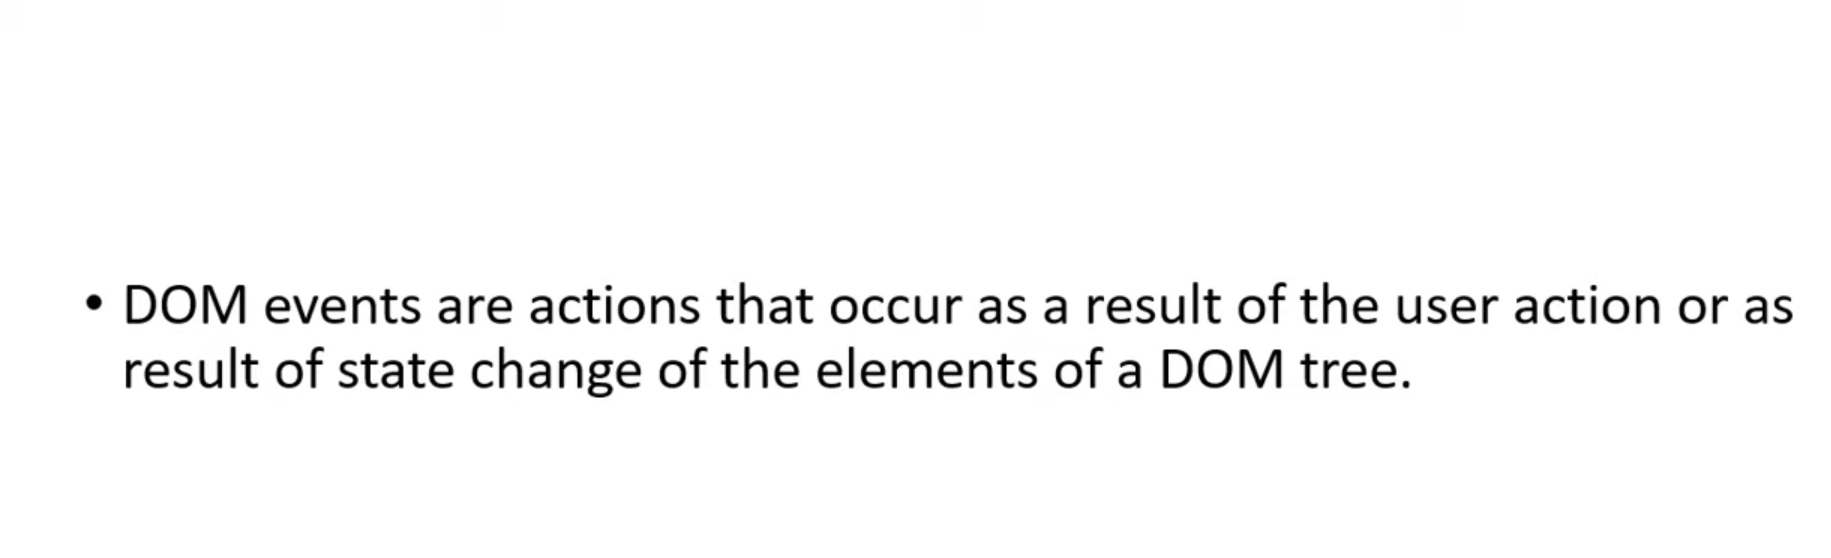 • DOM events are actions that occur as a result of the user action or as
result of state change of the elements of a DOM tree.